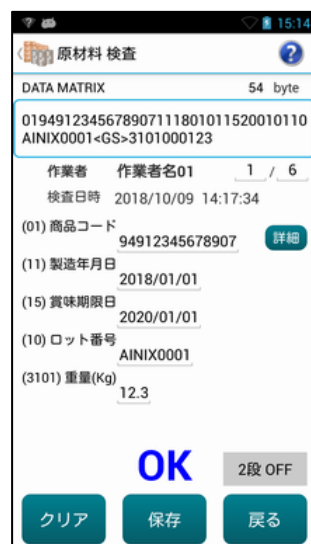 15:14
原材料 検査
?
DATA MATRIX 54 byte
01949123456789071118010115200101​10
AINIX0001<GS>3101000123
作業者 作業者名01 1 / 6
検査日時 2018/10/09 14:17:34
(01) 商品コード
94912345678907 詳細
(11) 製造年月日
2018/01/01
(15) 賞味期限日
2020/01/01
(10) ロット番号
AINIX0001
(3101) 重量(Kg)
12.3
OK 2段 OFF
クリア 保存 戻る